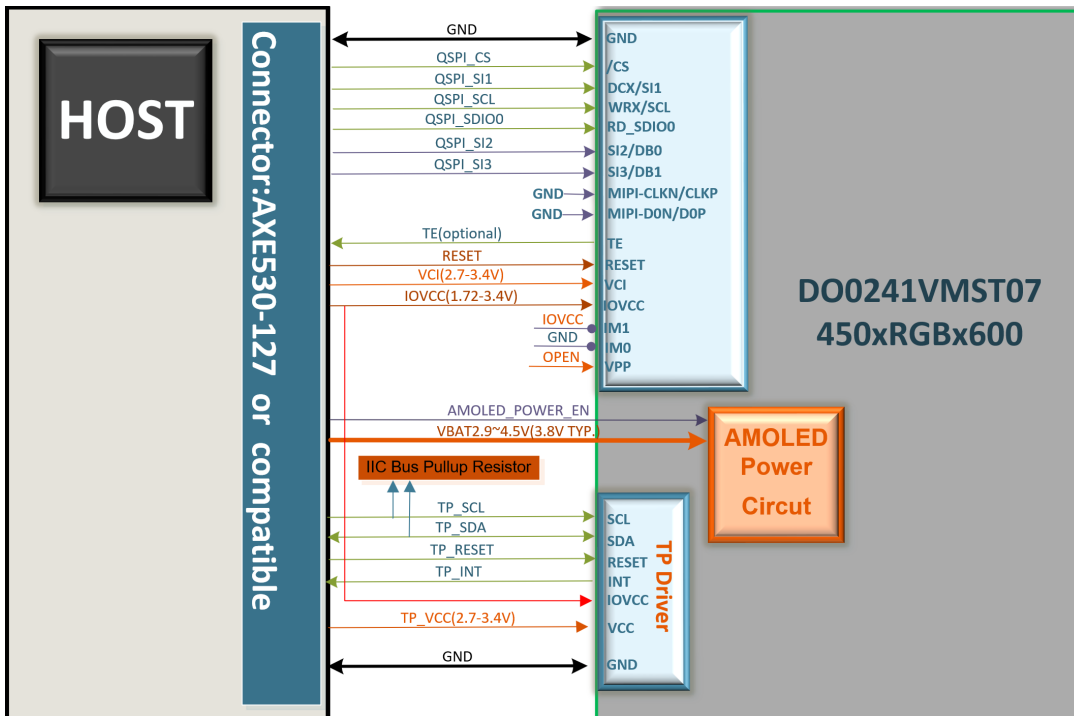 HOST
Connector:AXE530-127 or compatible
GND
QSPI_CS
QSPI_SI1
QSPI_SCL
QSPI_SDIO0
QSPI_SI2
QSPI_SI3
GND
GND
TE(optional)
RESET
VCI(2.7-3.4V)
IOVCC(1.72-3.4V)
IOVCC
GND
OPEN
GND
/CS
DCX/SI1
WRX/SCL
RD_SDIO0
SI2/DB0
SI3/DB1
MIPI-CLKN/CLKP
MIPI-D0N/D0P
TE
RESET
VCI
IOVCC
IM1
IM0
VPP
DO0241VMST07
450xRGBx600
AMOLED_POWER_EN
VBAT2.9~4.5V(3.8V TYP.)
AMOLED
Power
Circut
IIC Bus Pullup Resistor
TP_SCL
TP_SDA
TP_RESET
TP_INT
TP_VCC(2.7-3.4V)
GND
SCL
SDA
RESET
INT
IOVCC
VCC
GND
TP Driver